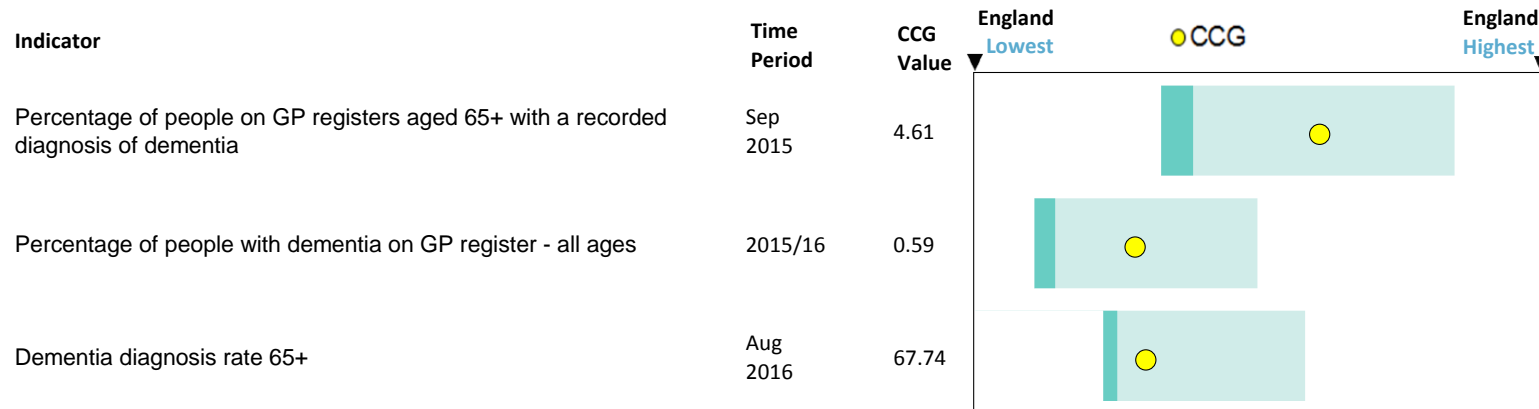 Indicator
Time Period
CCG Value
England Lowest
CCG
England Highest
Percentage of people on GP registers aged 65+ with a recorded
diagnosis of dementia
Sep
2015
4.61
Percentage of people with dementia on GP register - all ages
2015/16
0.59
Dementia diagnosis rate 65+
Aug
2016
67.74